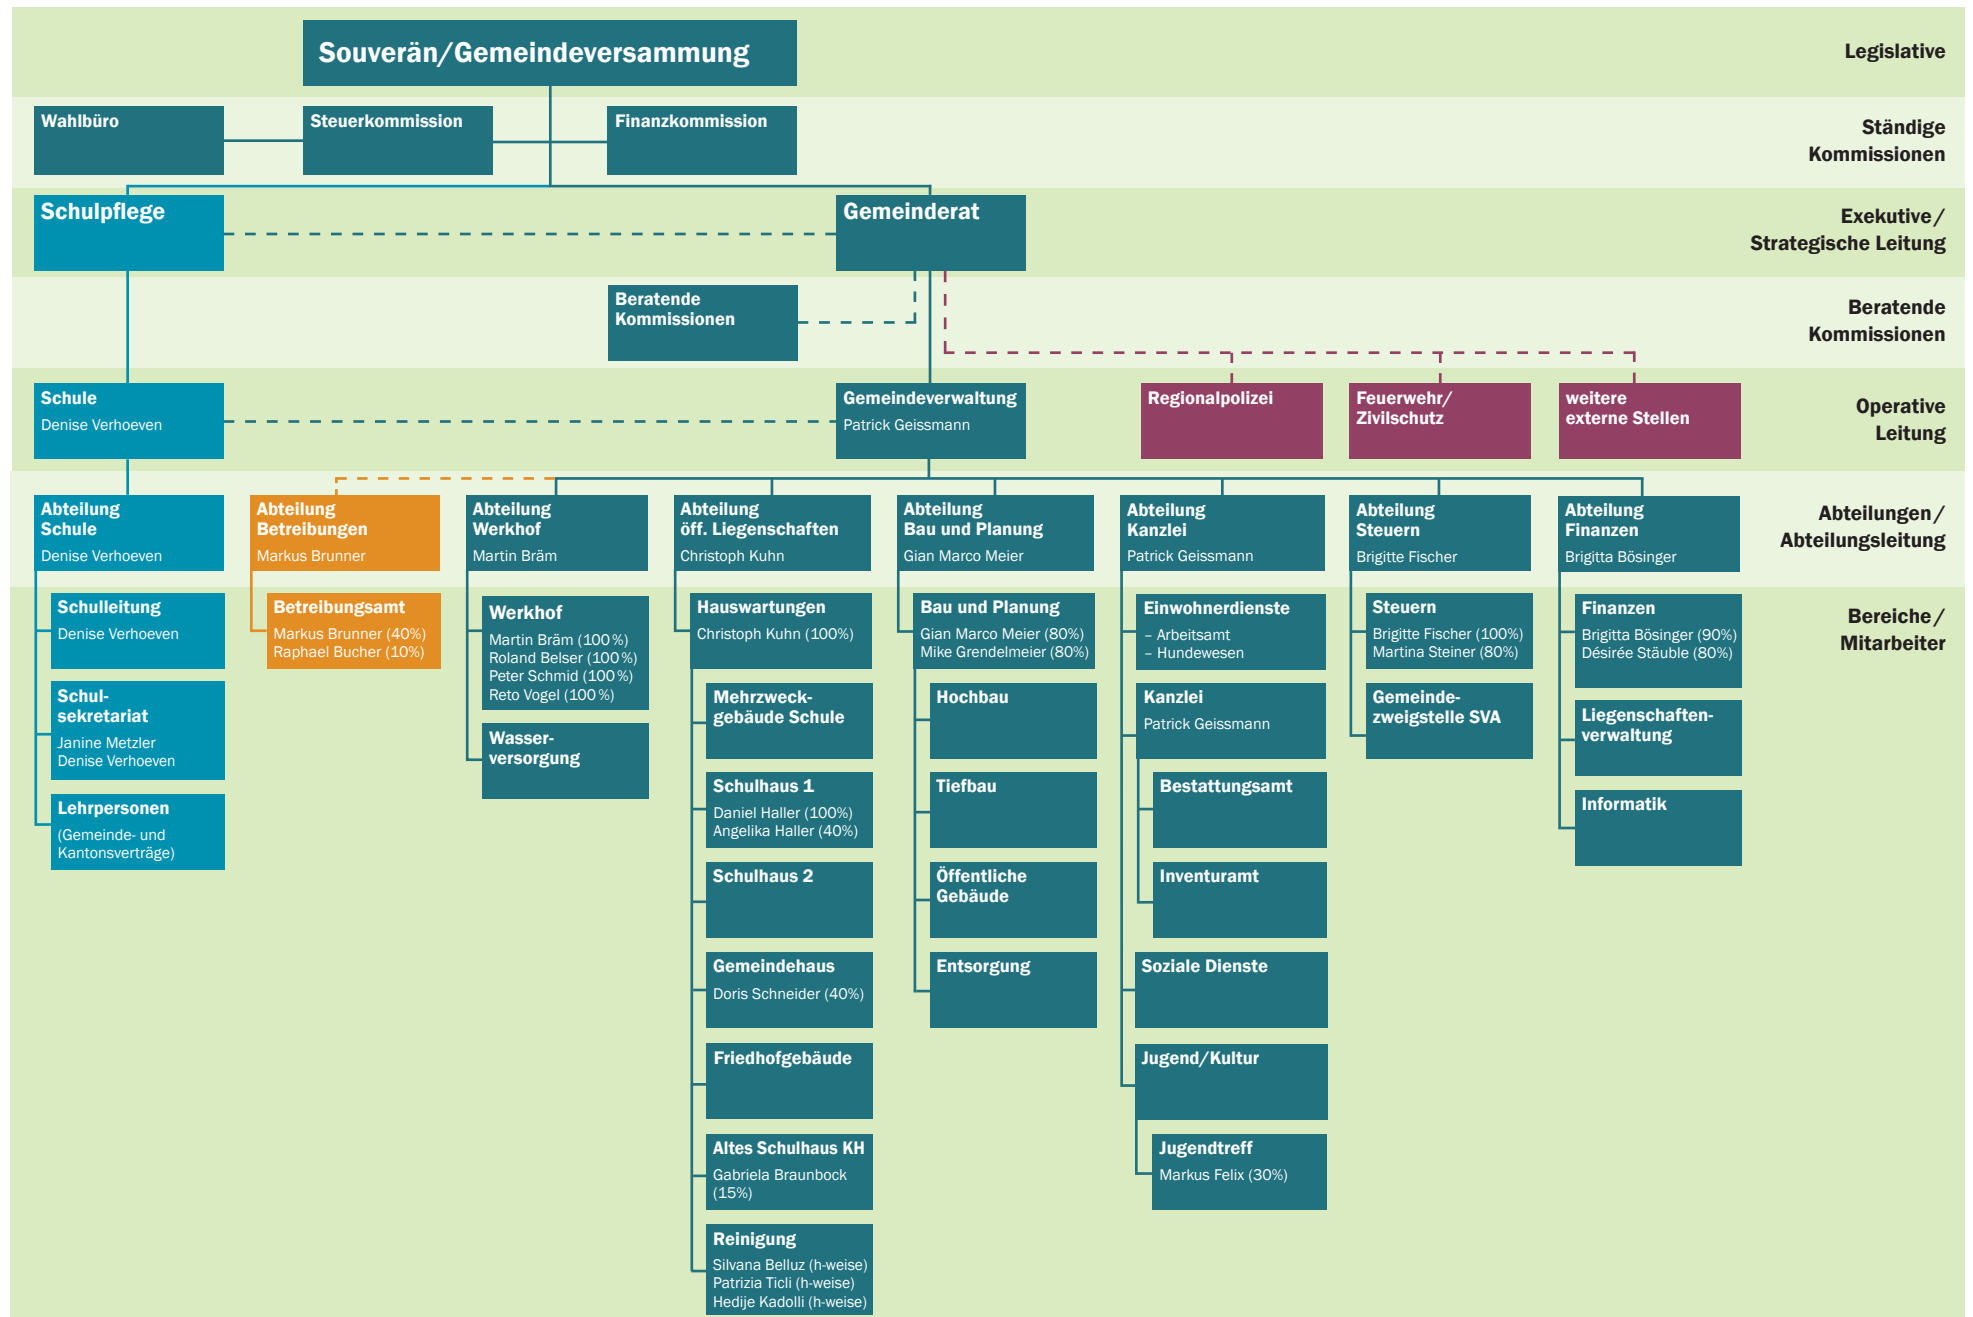 Souverän/Gemeindeversammung
Legislative
Wahlbüro
Steuerkommission
Finanzkommission
Ständige
Kommissionen
Schulpflege
Gemeinderat
Exekutive/
Strategische Leitung
Beratende
Kommissionen
Beratende
Kommissionen
Schule
Denise Verhoeven
Gemeindeverwaltung
Patrick Geissmann
Regionalpolizei
Feuerwehr/
Zivilschutz
weitere
externe Stellen
Operative
Leitung
Abteilung
Schule
Denise Verhoeven
Abteilung
Betreibungen
Markus Brunner
Abteilung
Werkhof
Martin Bräm
Abteilung
öff. Liegenschaften
Christoph Kuhn
Abteilung
Bau und Planung
Gian Marco Meier
Abteilung
Kanzlei
Patrick Geissmann
Abteilung
Steuern
Brigitte Fischer
Abteilung
Finanzen
Brigitta Bösinger
Abteilungen/
Abteilungsleitung
Schulleitung
Denise Verhoeven
Schul-
sekretariat
Janine Metzler
Denise Verhoeven
Lehrpersonen
(Gemeinde- und
Kantonsverträge)
Betreibungsamt
Markus Brunner (40%)
Raphael Bucher (10%)
Werkhof
Martin Bräm (100%)
Roland Belser (100%)
Peter Schmid (100%)
Reto Vogel (100%)
Wasser-
versorgung
Hauswartungen
Christoph Kuhn (100%)
Mehrzweck-
gebäude Schule
Schulhaus 1
Daniel Haller (100%)
Angelika Haller (40%)
Schulhaus 2
Gemeindehaus
Doris Schneider (40%)
Friedhofgebäude
Altes Schulhaus KH
Gabriela Braunbock
(15%)
Reinigung
Silvana Belluz (h-weise)
Patrizia Ticli (h-weise)
Hedije Kadolli (h-weise)
Bau und Planung
Gian Marco Meier (80%)
Mike Grendelmeier (80%)
Hochbau
Tiefbau
Öffentliche
Gebäude
Entsorgung
Einwohnerdienste
– Arbeitsamt
– Hundewesen
Kanzlei
Patrick Geissmann
Bestattungsamt
Inventuramt
Soziale Dienste
Jugend/Kultur
Jugendtreff
Markus Felix (30%)
Steuern
Brigitte Fischer (100%)
Martina Steiner (80%)
Gemeinde-
zweigstelle SVA
Finanzen
Brigitta Bösinger (90%)
Désirée Stäuble (80%)
Liegenschaften-
verwaltung
Informatik
Bereiche/
Mitarbeiter